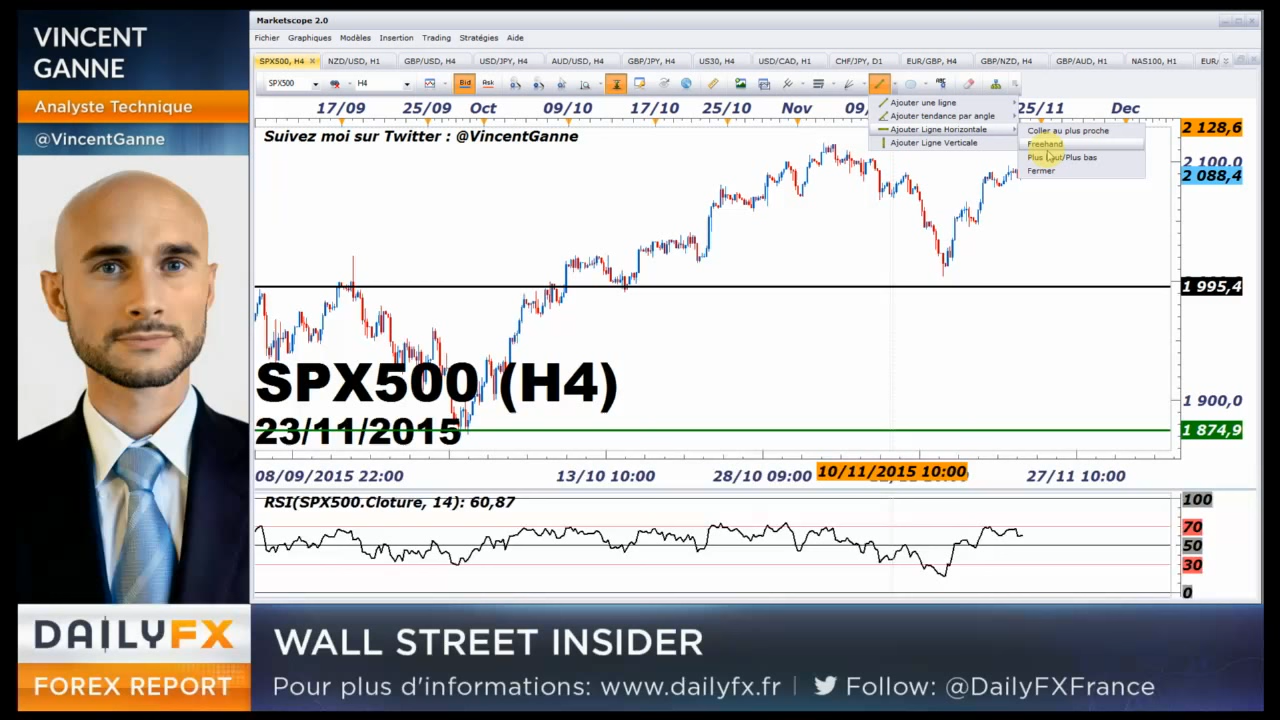 VINCENT
GANNE
Analyste Technique
@VincentGanne
Marketscope 2.0
Fichier Graphiques Modèles Insertion Trading Stratégies Aide
SPX500, H4 NZD/USD, H1 GBP/USD, H4 USD/JPY, H4 AUD/USD, H4 GBP/JPY, H4 US30, H4 USD/CAD, H1 CHF/JPY, D1 EUR/GBP, H4 GBP/NZD, H4 GBP/AUD, H1 NAS100, H1 EUR/
SPX500 H4 Bid Ask
17/09 25/09 Oct 09/10 17/10 25/10 Nov 09/ 25/11 Dec
Ajouter une ligne
Ajouter tendance par angle
Ajouter Ligne Horizontale
Ajouter Ligne Verticale
Coller au plus proche
Freehand
Plus haut/Plus bas
Fermer
Suivez moi sur Twitter : @VincentGanne
2 128,6
2 100,0
2 088,4
1 995,4
1 900,0
1 874,9
SPX500 (H4)
23/11/2015
08/09/2015 22:00 13/10 10:00 28/10 09:00 10/11/2015 10:00 27/11 10:00
RSI(SPX500.Cloture, 14): 60,87
100
70
50
30
0
DAILYFX
FOREX REPORT
WALL STREET INSIDER
Pour plus d'informations: www.dailyfx.fr | Follow: @DailyFXFrance